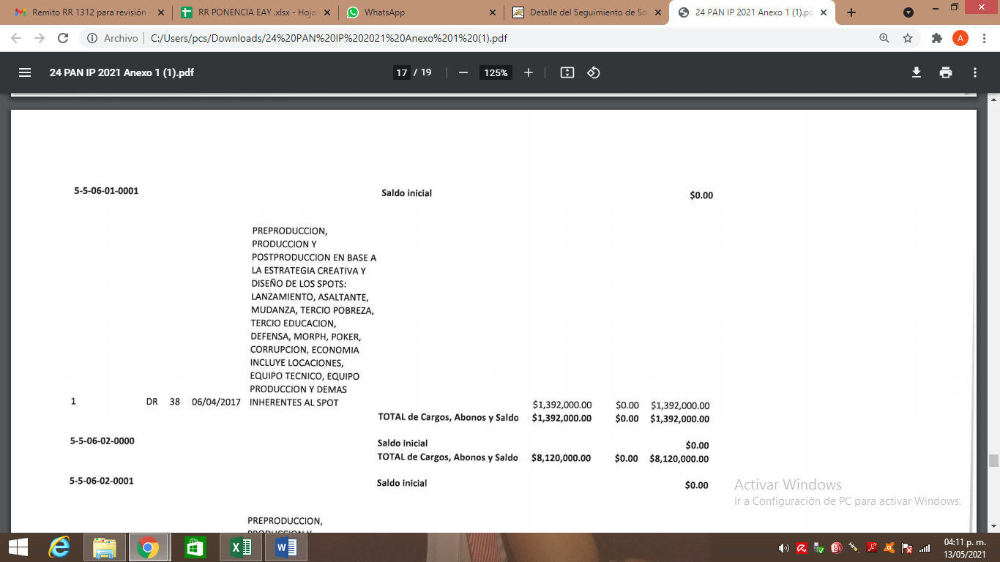 Remito RR 1312 para revisión
RR PONENCIA EAY .xlsx - Hojas
WhatsApp
Detalle del Seguimiento de So
24 PAN IP 2021 Anexo 1 (1).pd
Archivo C:/Users/pcs/Downloads/24%20PAN%20IP%202021%20Anexo%201%20(1).pdf
A
24 PAN IP 2021 Anexo 1 (1).pdf
17 / 19
125%
5-5-06-01-0001 Saldo inicial $0.00
PREPRODUCCION,
PRODUCCION Y
POSTPRODUCCION EN BASE A
LA ESTRATEGIA CREATIVA Y
DISEÑO DE LOS SPOTS:
LANZAMIENTO, ASALTANTE,
MUDANZA, TERCIO POBREZA,
TERCIO EDUCACION,
DEFENSA, MORPH, POKER,
CORRUPCION, ECONOMIA
INCLUYE LOCACIONES,
EQUIPO TECNICO, EQUIPO
PRODUCCION Y DEMAS
1 DR 38 06/04/2017 INHERENTES AL SPOT $1,392,000.00 $0.00 $1,392,000.00
TOTAL de Cargos, Abonos y Saldo $1,392,000.00 $0.00 $1,392,000.00
5-5-06-02-0000 Saldo inicial $0.00
TOTAL de Cargos, Abonos y Saldo $8,120,000.00 $0.00 $8,120,000.00
5-5-06-02-0001 Saldo inicial $0.00
Activar Windows
Ir a Configuración de PC para activar Windows.
PREPRODUCCION,
PRODUCCION Y
04:11 p. m.
13/05/2021